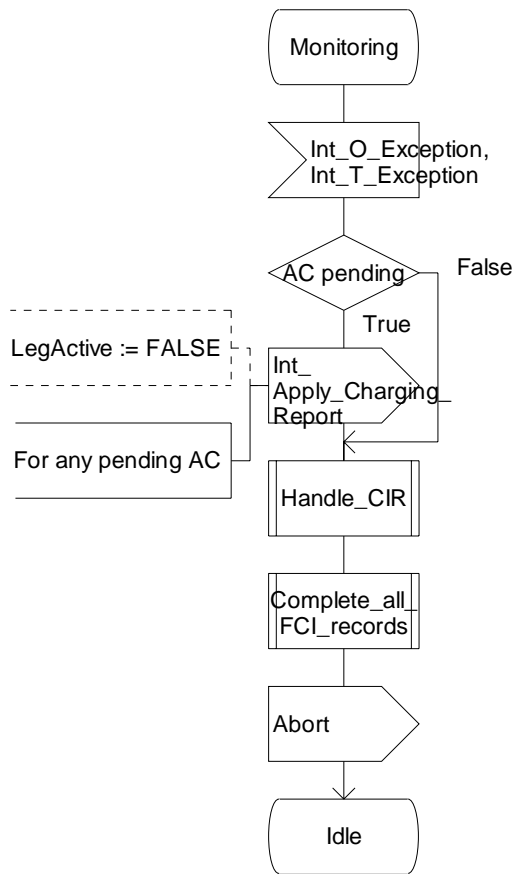 Monitoring
Int_O_Exception,
Int_T_Exception
AC pending
False
True
LegActive := FALSE
Int_
Apply_Charging_
Report
For any pending AC
Handle_CIR
Complete_all_
FCI_records
Abort
Idle